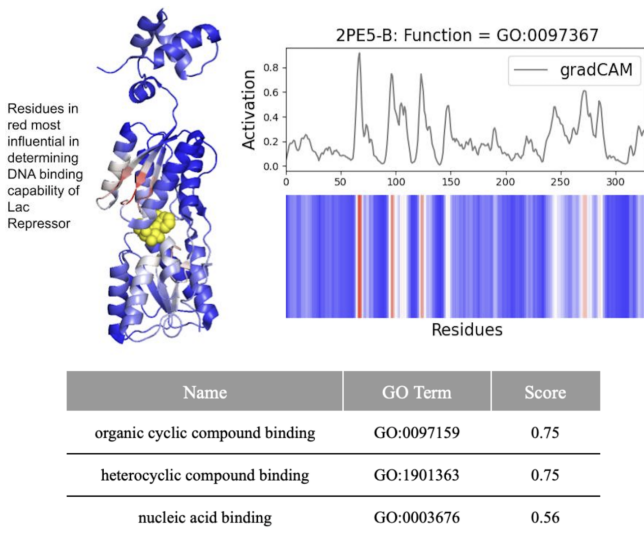 Residues in
red most
influential in
determining
DNA binding
capability of
Lac
Repressor
2PE5-B: Function = GO:0097367
gradCAM
Activation
0.8
0.6
0.4
0.2
0.0
0 50 100 150 200 250 300
Residues
Name GO Term Score
organic cyclic compound binding GO:0097159 0.75
heterocyclic compound binding GO:1901363 0.75
nucleic acid binding GO:0003676 0.56